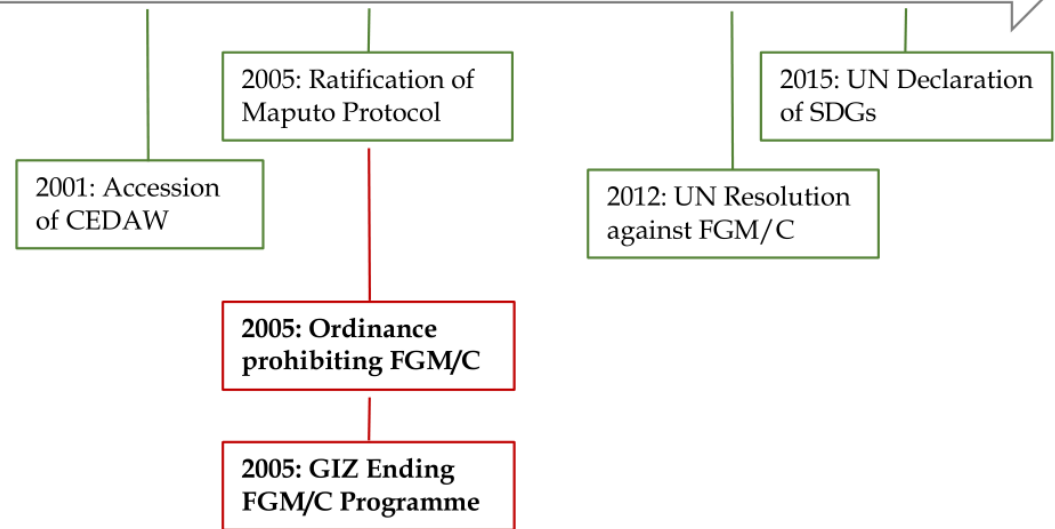 2005: Ratification of
Maputo Protocol
2015: UN Declaration
of SDGs
2001: Accession
of CEDAW
2012: UN Resolution
against FGM/C
2005: Ordinance
prohibiting FGM/C
2005: GIZ Ending
FGM/C Programme